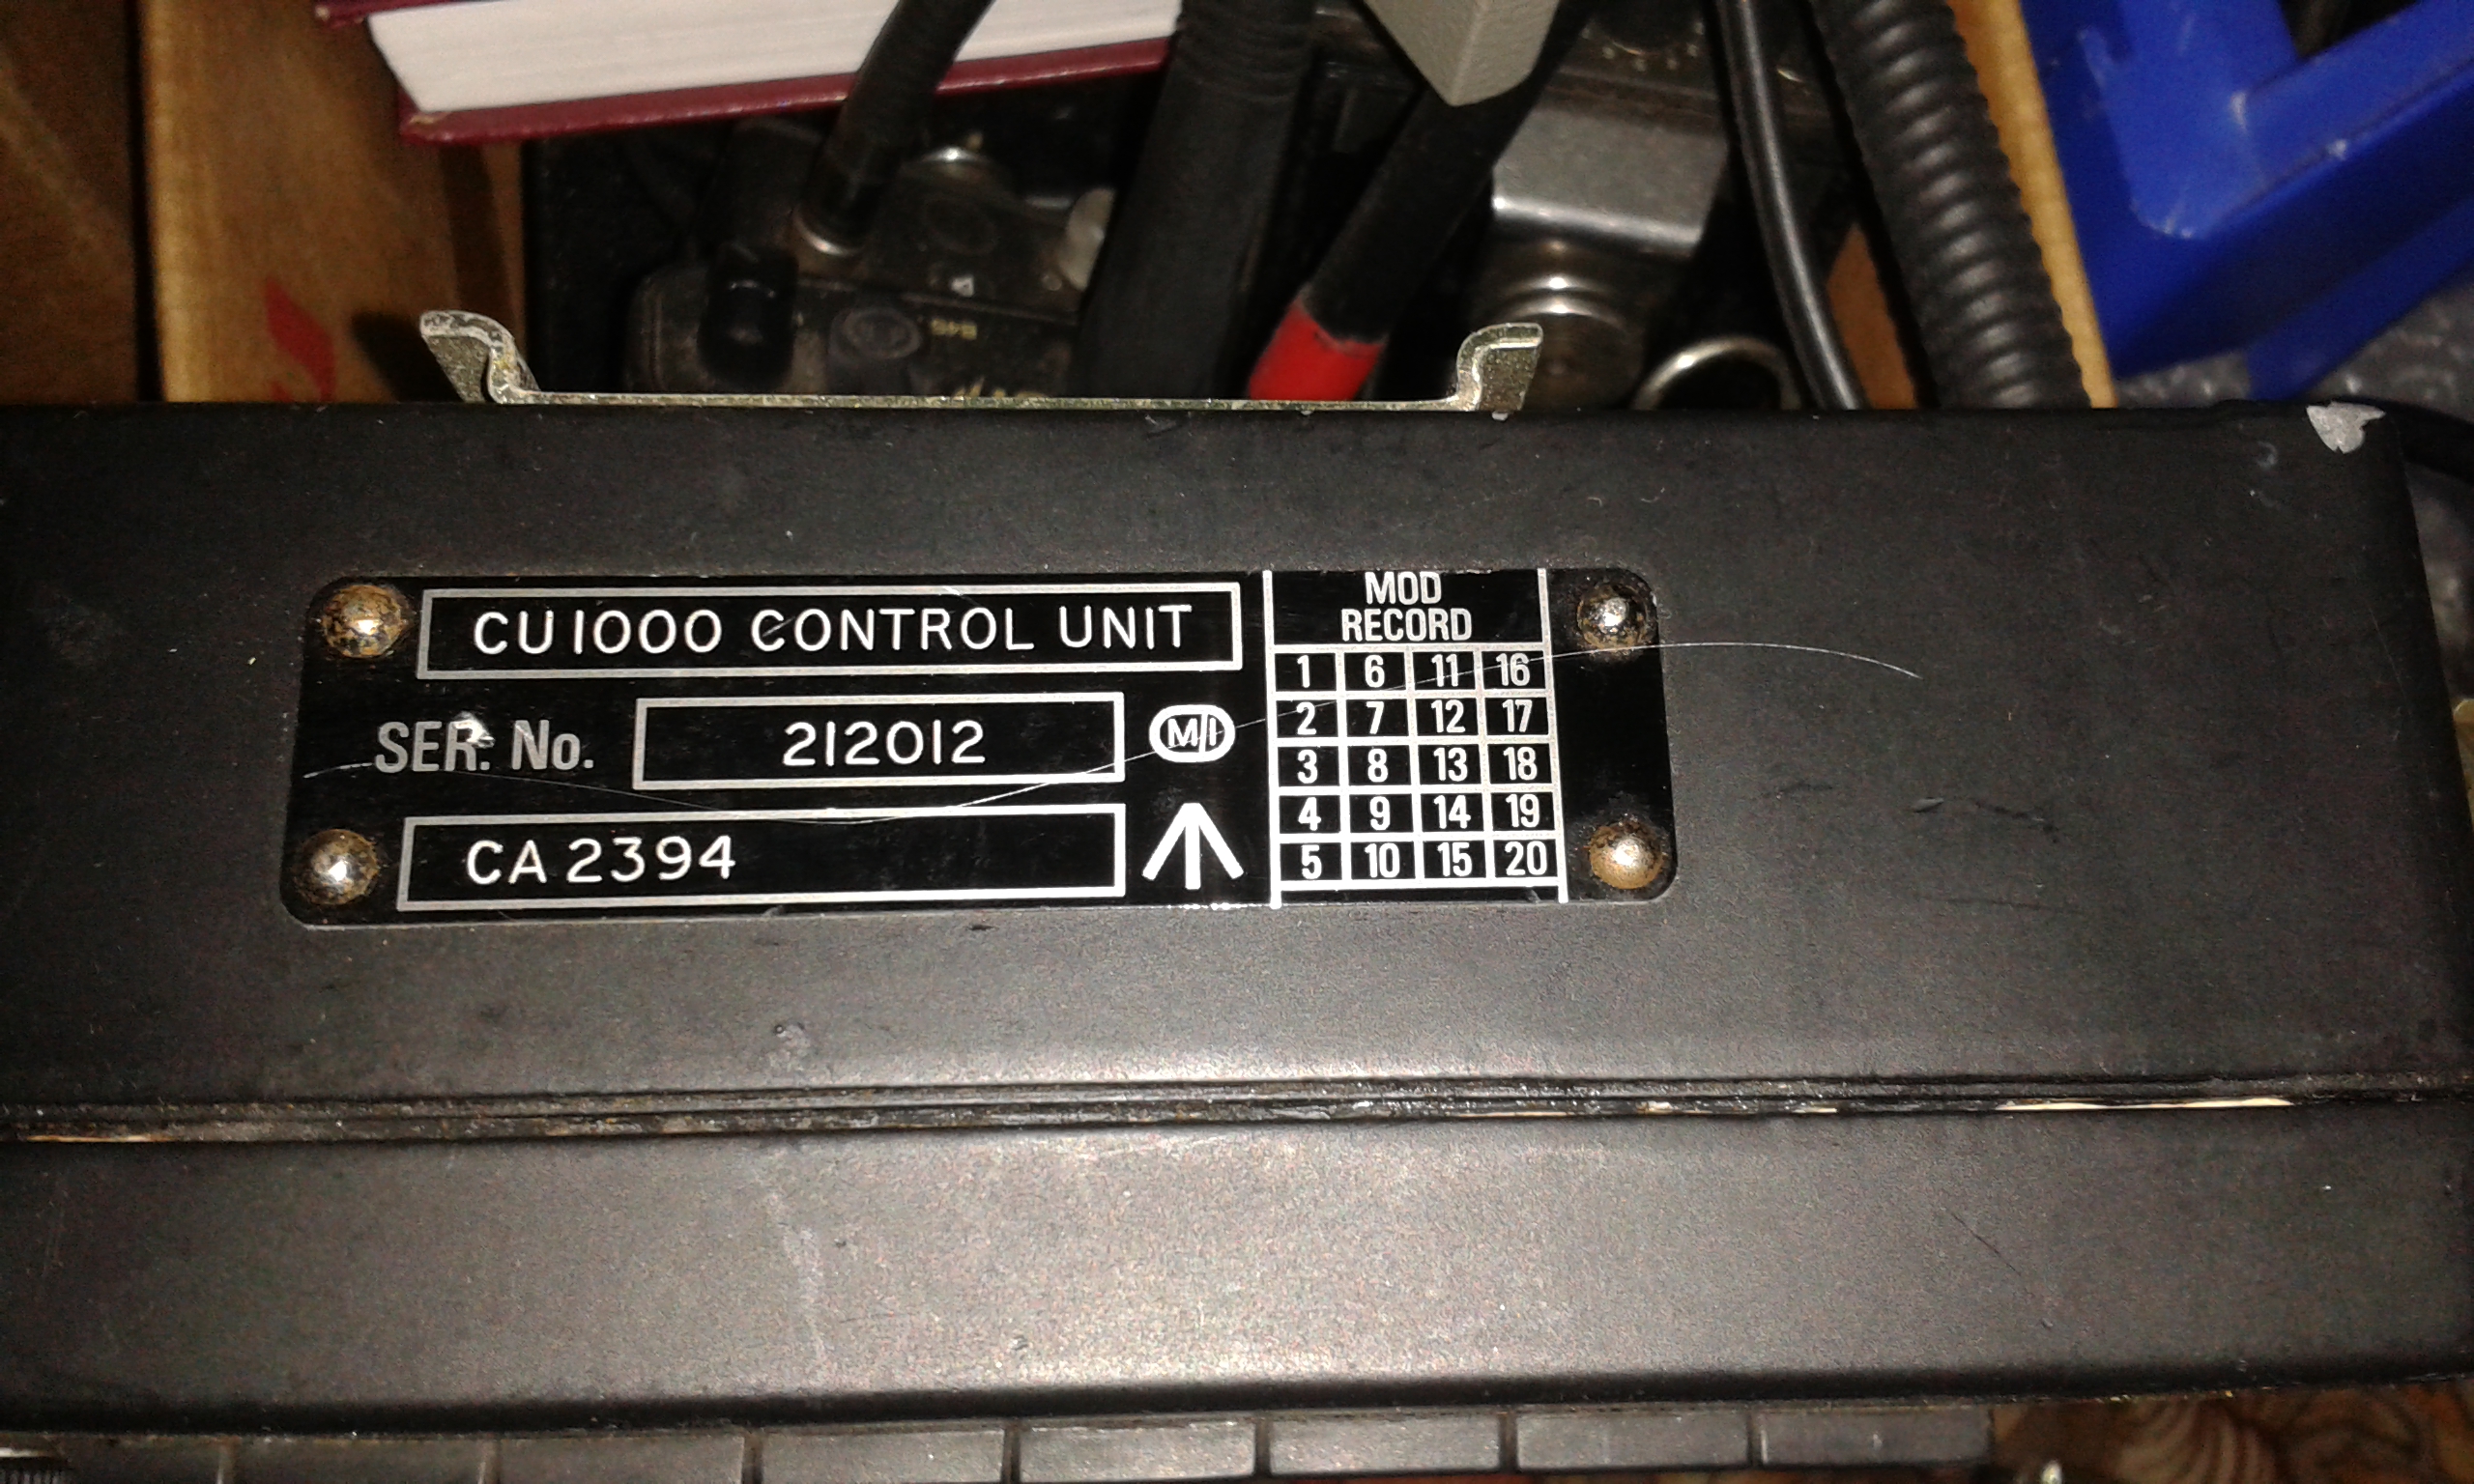 CU1000 CONTROL UNIT
SER. No. 212012
M/I
CA 2394
MOD
RECORD
1 6 11 16
2 7 12 17
3 8 13 18
4 9 14 19
5 10 15 20